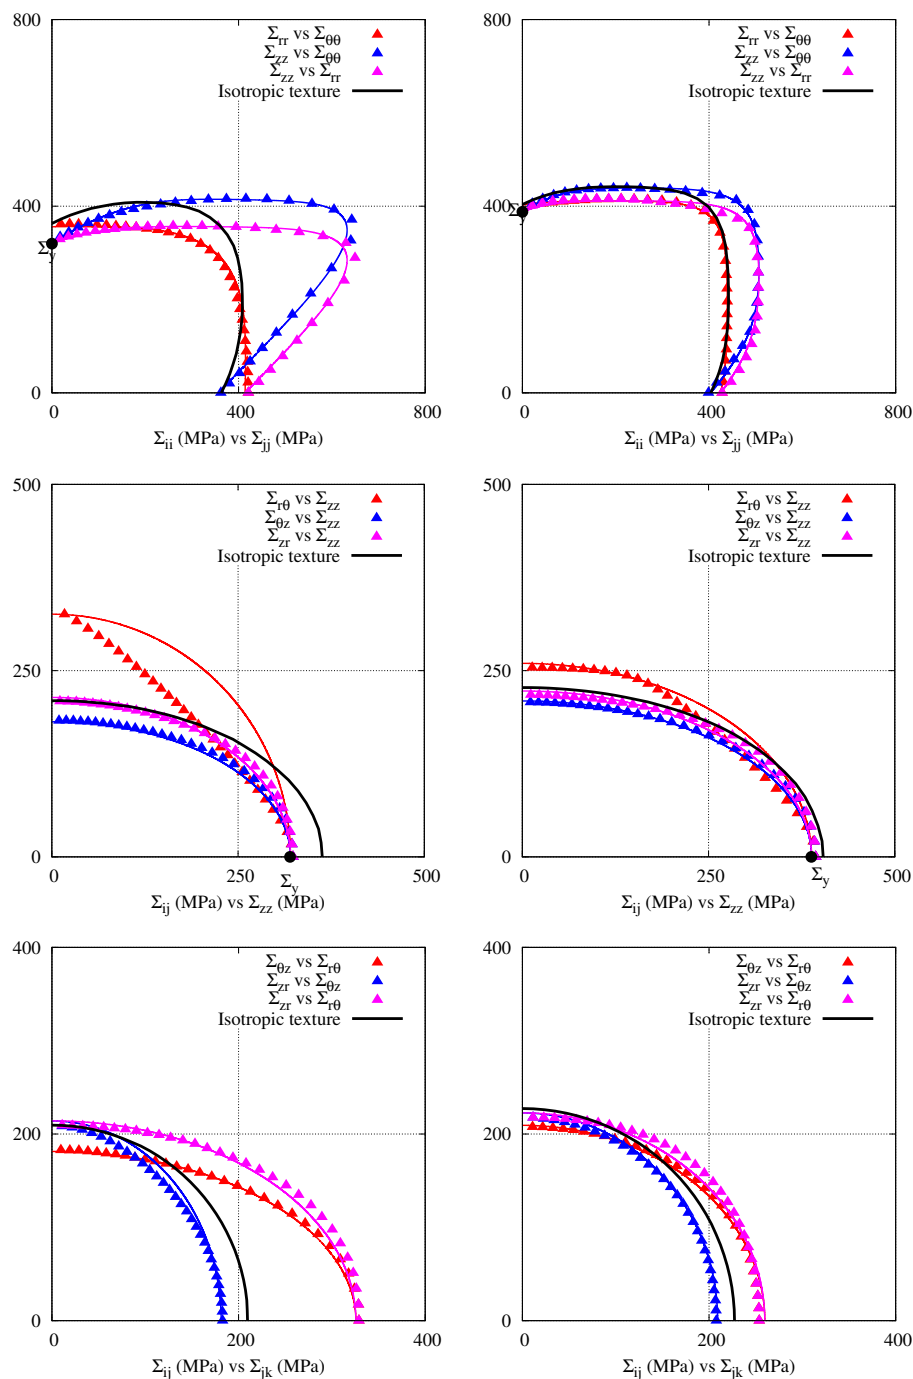 800
Σrr vs Σθθ
Σzz vs Σθθ
Σzz vs Σrr
Isotropic texture
400
Σy
0
0 400 800
Σii (MPa) vs Σjj (MPa)
800
Σrr vs Σθθ
Σzz vs Σθθ
Σzz vs Σrr
Isotropic texture
400
Σ
0
0 400 800
Σii (MPa) vs Σjj (MPa)
500
Σrθ vs Σzz
Σθz vs Σzz
Σzr vs Σzz
Isotropic texture
250
0
0 250 500
Σy
Σij (MPa) vs Σzz (MPa)
500
Σrθ vs Σzz
Σθz vs Σzz
Σzr vs Σzz
Isotropic texture
250
0
0 250 500
Σy
Σij (MPa) vs Σzz (MPa)
400
Σθz vs Σrθ
Σzr vs Σθz
Σzr vs Σrθ
Isotropic texture
200
0
0 200 400
Σij (MPa) vs Σjk (MPa)
400
Σθz vs Σrθ
Σzr vs Σθz
Σzr vs Σrθ
Isotropic texture
200
0
0 200 400
Σij (MPa) vs Σjk (MPa)